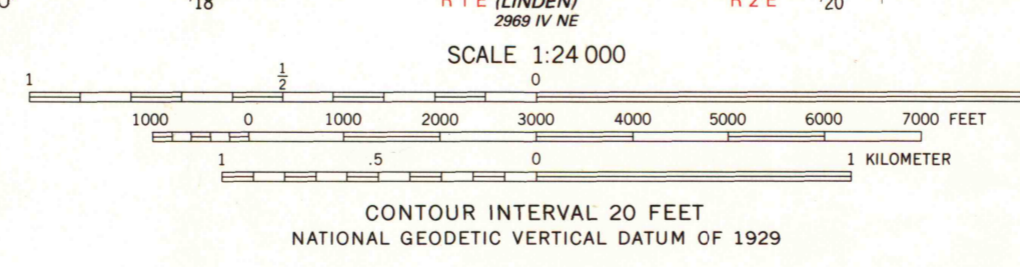 '18 R 1 E (LINDEN) R 2 E '20
2969 IV NE
SCALE 1:24 000
1 1/2 0
1000 0 1000 2000 3000 4000 5000 6000 7000 FEET
1 .5 0 1 KILOMETER
CONTOUR INTERVAL 20 FEET
NATIONAL GEODETIC VERTICAL DATUM OF 1929